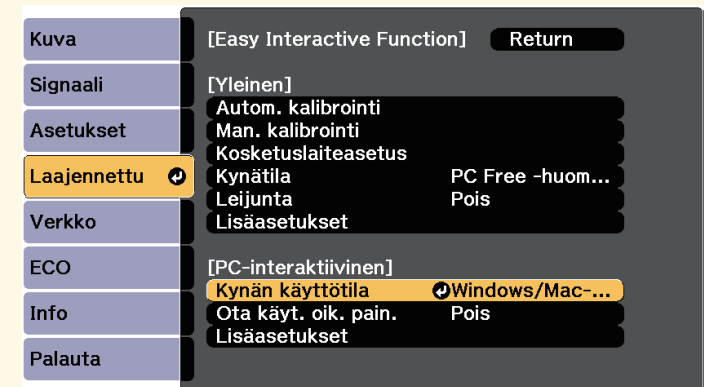 Kuva
Signaali
Asetukset
Laajennettu
Verkko
ECO
Info
Palauta
[Easy Interactive Function] Return
[Yleinen]
Autom. kalibrointi
Man. kalibrointi
Kosketuslaiteasetus
Kynätila PC Free -huom...
Leijunta Pois
Lisäasetukset
[PC-interaktiivinen]
Kynän käyttötila Windows/Mac-...
Ota käyt. oik. pain. Pois
Lisäasetukset